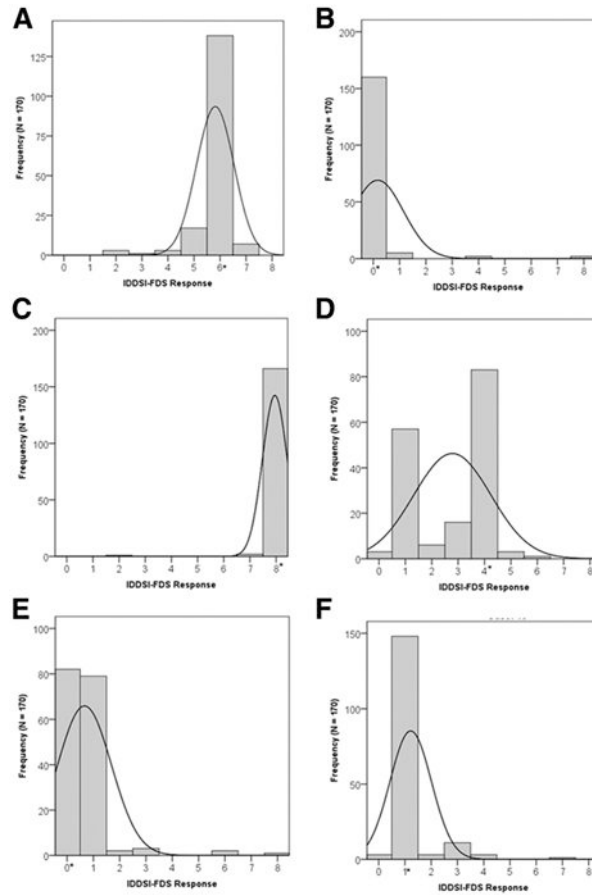 A
Frequency (N = 170)
125
100
75
50
25
0
0 1 2 3 4 5 6* 7 8
IDDSI-FDS Response
B
Frequency (N = 170)
200
150
100
50
0
0* 1 2 3 4 5 6 7 8
IDDSI-FDS Response
C
Frequency (N = 170)
200
150
100
50
0
0 1 2 3 4 5 6 7 8*
IDDSI-FDS Response
D
Frequency (N = 170)
100
80
60
40
20
0
0 1 2 3 4* 5 6 7 8
IDDSI-FDS Response
E
Frequency (N = 170)
100
80
60
40
20
0
0* 1 2 3 4 5 6 7 8
IDDSI-FDS Response
F
Frequency (N = 170)
150
100
50
0
0 1* 2 3 4 5 6 7 8
IDDSI-FDS Response